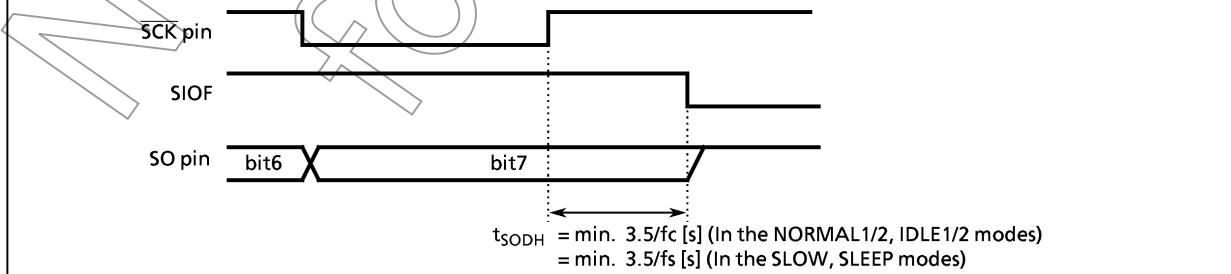 SCK pin
SIOF
SO pin bit6 bit7
tSODH = min. 3.5/fc [s] (In the NORMAL1/2, IDLE1/2 modes)
= min. 3.5/fs [s] (In the SLOW, SLEEP modes)